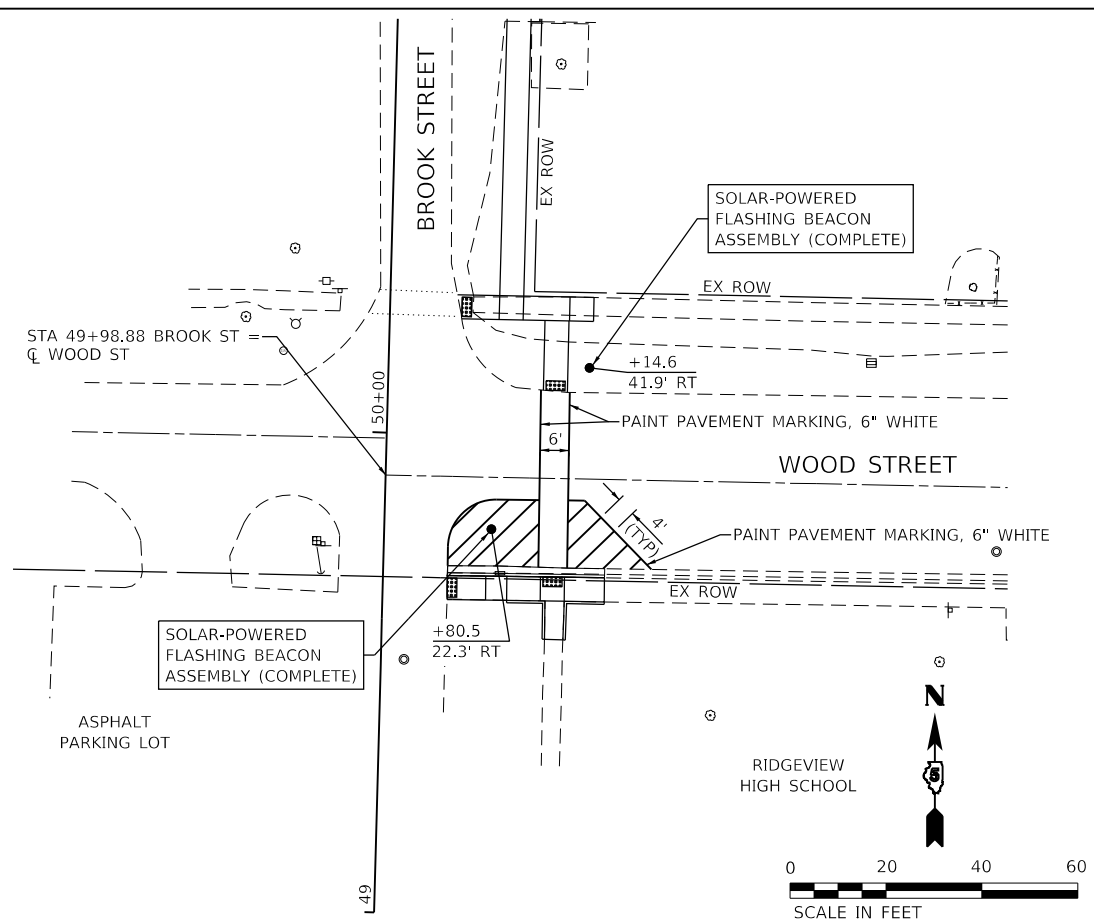 BROOK STREET
EX ROW
SOLAR-POWERED
FLASHING BEACON
ASSEMBLY (COMPLETE)
EX ROW
STA 49+98.88 BROOK ST =
℄ WOOD ST
+14.6
41.9' RT
50+00
PAINT PAVEMENT MARKING, 6" WHITE
6'
WOOD STREET
4'
(TYP)
PAINT PAVEMENT MARKING, 6" WHITE
EX ROW
SOLAR-POWERED
FLASHING BEACON
ASSEMBLY (COMPLETE)
+80.5
22.3' RT
N
ASPHALT
PARKING LOT
RIDGEVIEW
HIGH SCHOOL
5
49
0 20 40 60
SCALE IN FEET